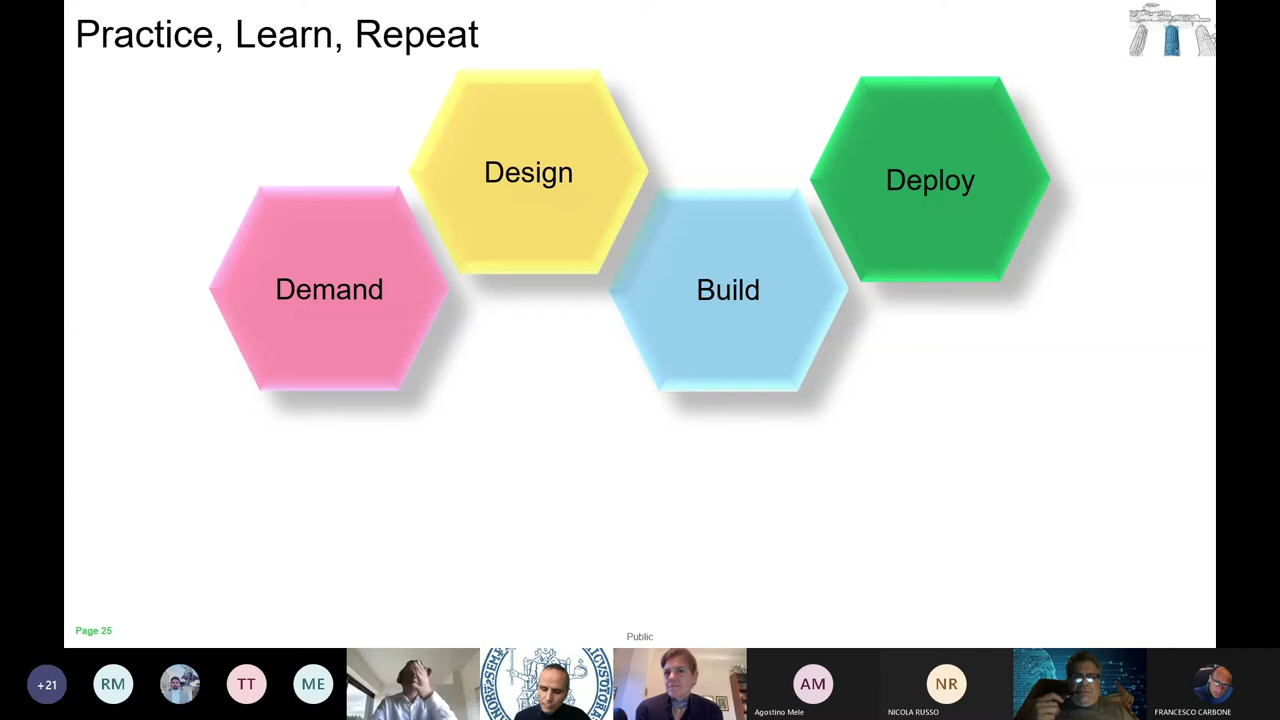 Practice, Learn, Repeat
Design
Deploy
Demand
Build
Page 25
Public
+21
RM
TT
ME
AM
Agostino Mele
NR
NICOLA RUSSO
FRANCESCO CARBONE